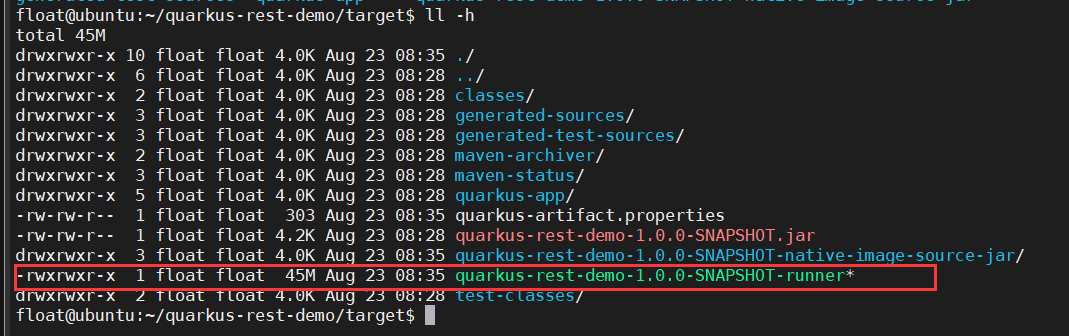 float@ubuntu:~/quarkus-rest-demo/target$ ll -h
total 45M
drwxrwxr-x 10 float float 4.0K Aug 23 08:35 ./
drwxrwxr-x  6 float float 4.0K Aug 23 08:28 ../
drwxrwxr-x  2 float float 4.0K Aug 23 08:28 classes/
drwxrwxr-x  3 float float 4.0K Aug 23 08:28 generated-sources/
drwxrwxr-x  3 float float 4.0K Aug 23 08:28 generated-test-sources/
drwxrwxr-x  2 float float 4.0K Aug 23 08:28 maven-archiver/
drwxrwxr-x  3 float float 4.0K Aug 23 08:28 maven-status/
drwxrwxr-x  5 float float 4.0K Aug 23 08:28 quarkus-app/
-rw-rw-r--  1 float float  303 Aug 23 08:35 quarkus-artifact.properties
-rw-rw-r--  1 float float 4.2K Aug 23 08:28 quarkus-rest-demo-1.0.0-SNAPSHOT.jar
drwxrwxr-x  3 float float 4.0K Aug 23 08:35 quarkus-rest-demo-1.0.0-SNAPSHOT-native-image-source-jar/
-rwxrwxr-x  1 float float  45M Aug 23 08:35 quarkus-rest-demo-1.0.0-SNAPSHOT-runner*
drwxrwxr-x  2 float float 4.0K Aug 23 08:28 test-classes/
float@ubuntu:~/quarkus-rest-demo/target$